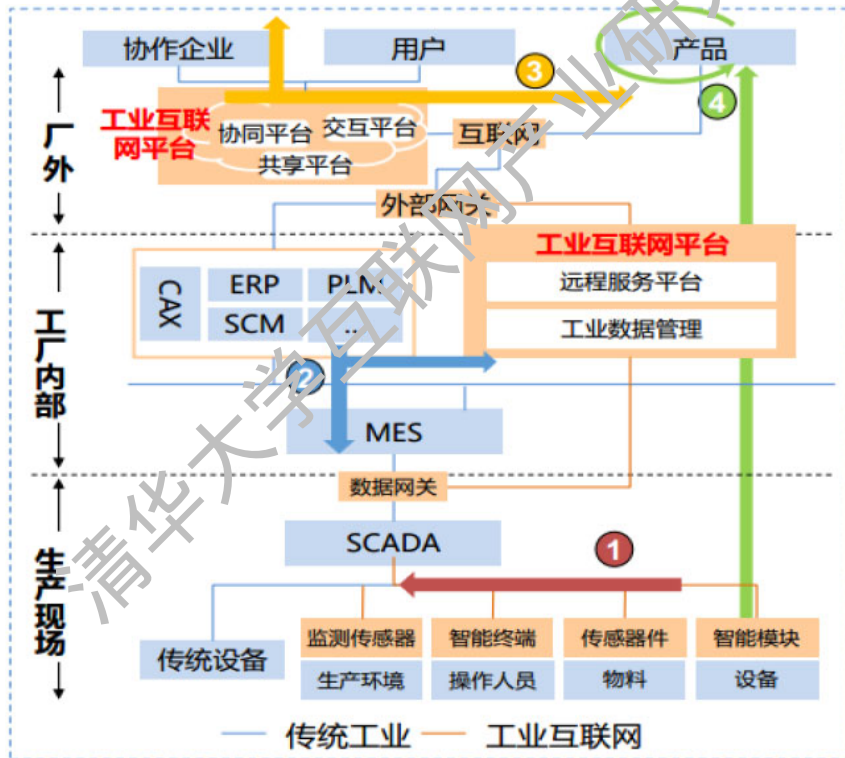 协作企业
用户
产品
③
④
工业互联
网平台
协同平台
交互平台
共享平台
互联网
厂外
外部网关
工业互联网平台
远程服务平台
工业数据管理
CAX
ERP
PLM
SCM
...
工厂内部
②
MES
数据网关
SCADA
①
生产现场
传统设备
监测传感器
智能终端
传感器件
智能模块
生产环境
操作人员
物料
设备
传统工业
工业互联网
清华大学互联网产业研